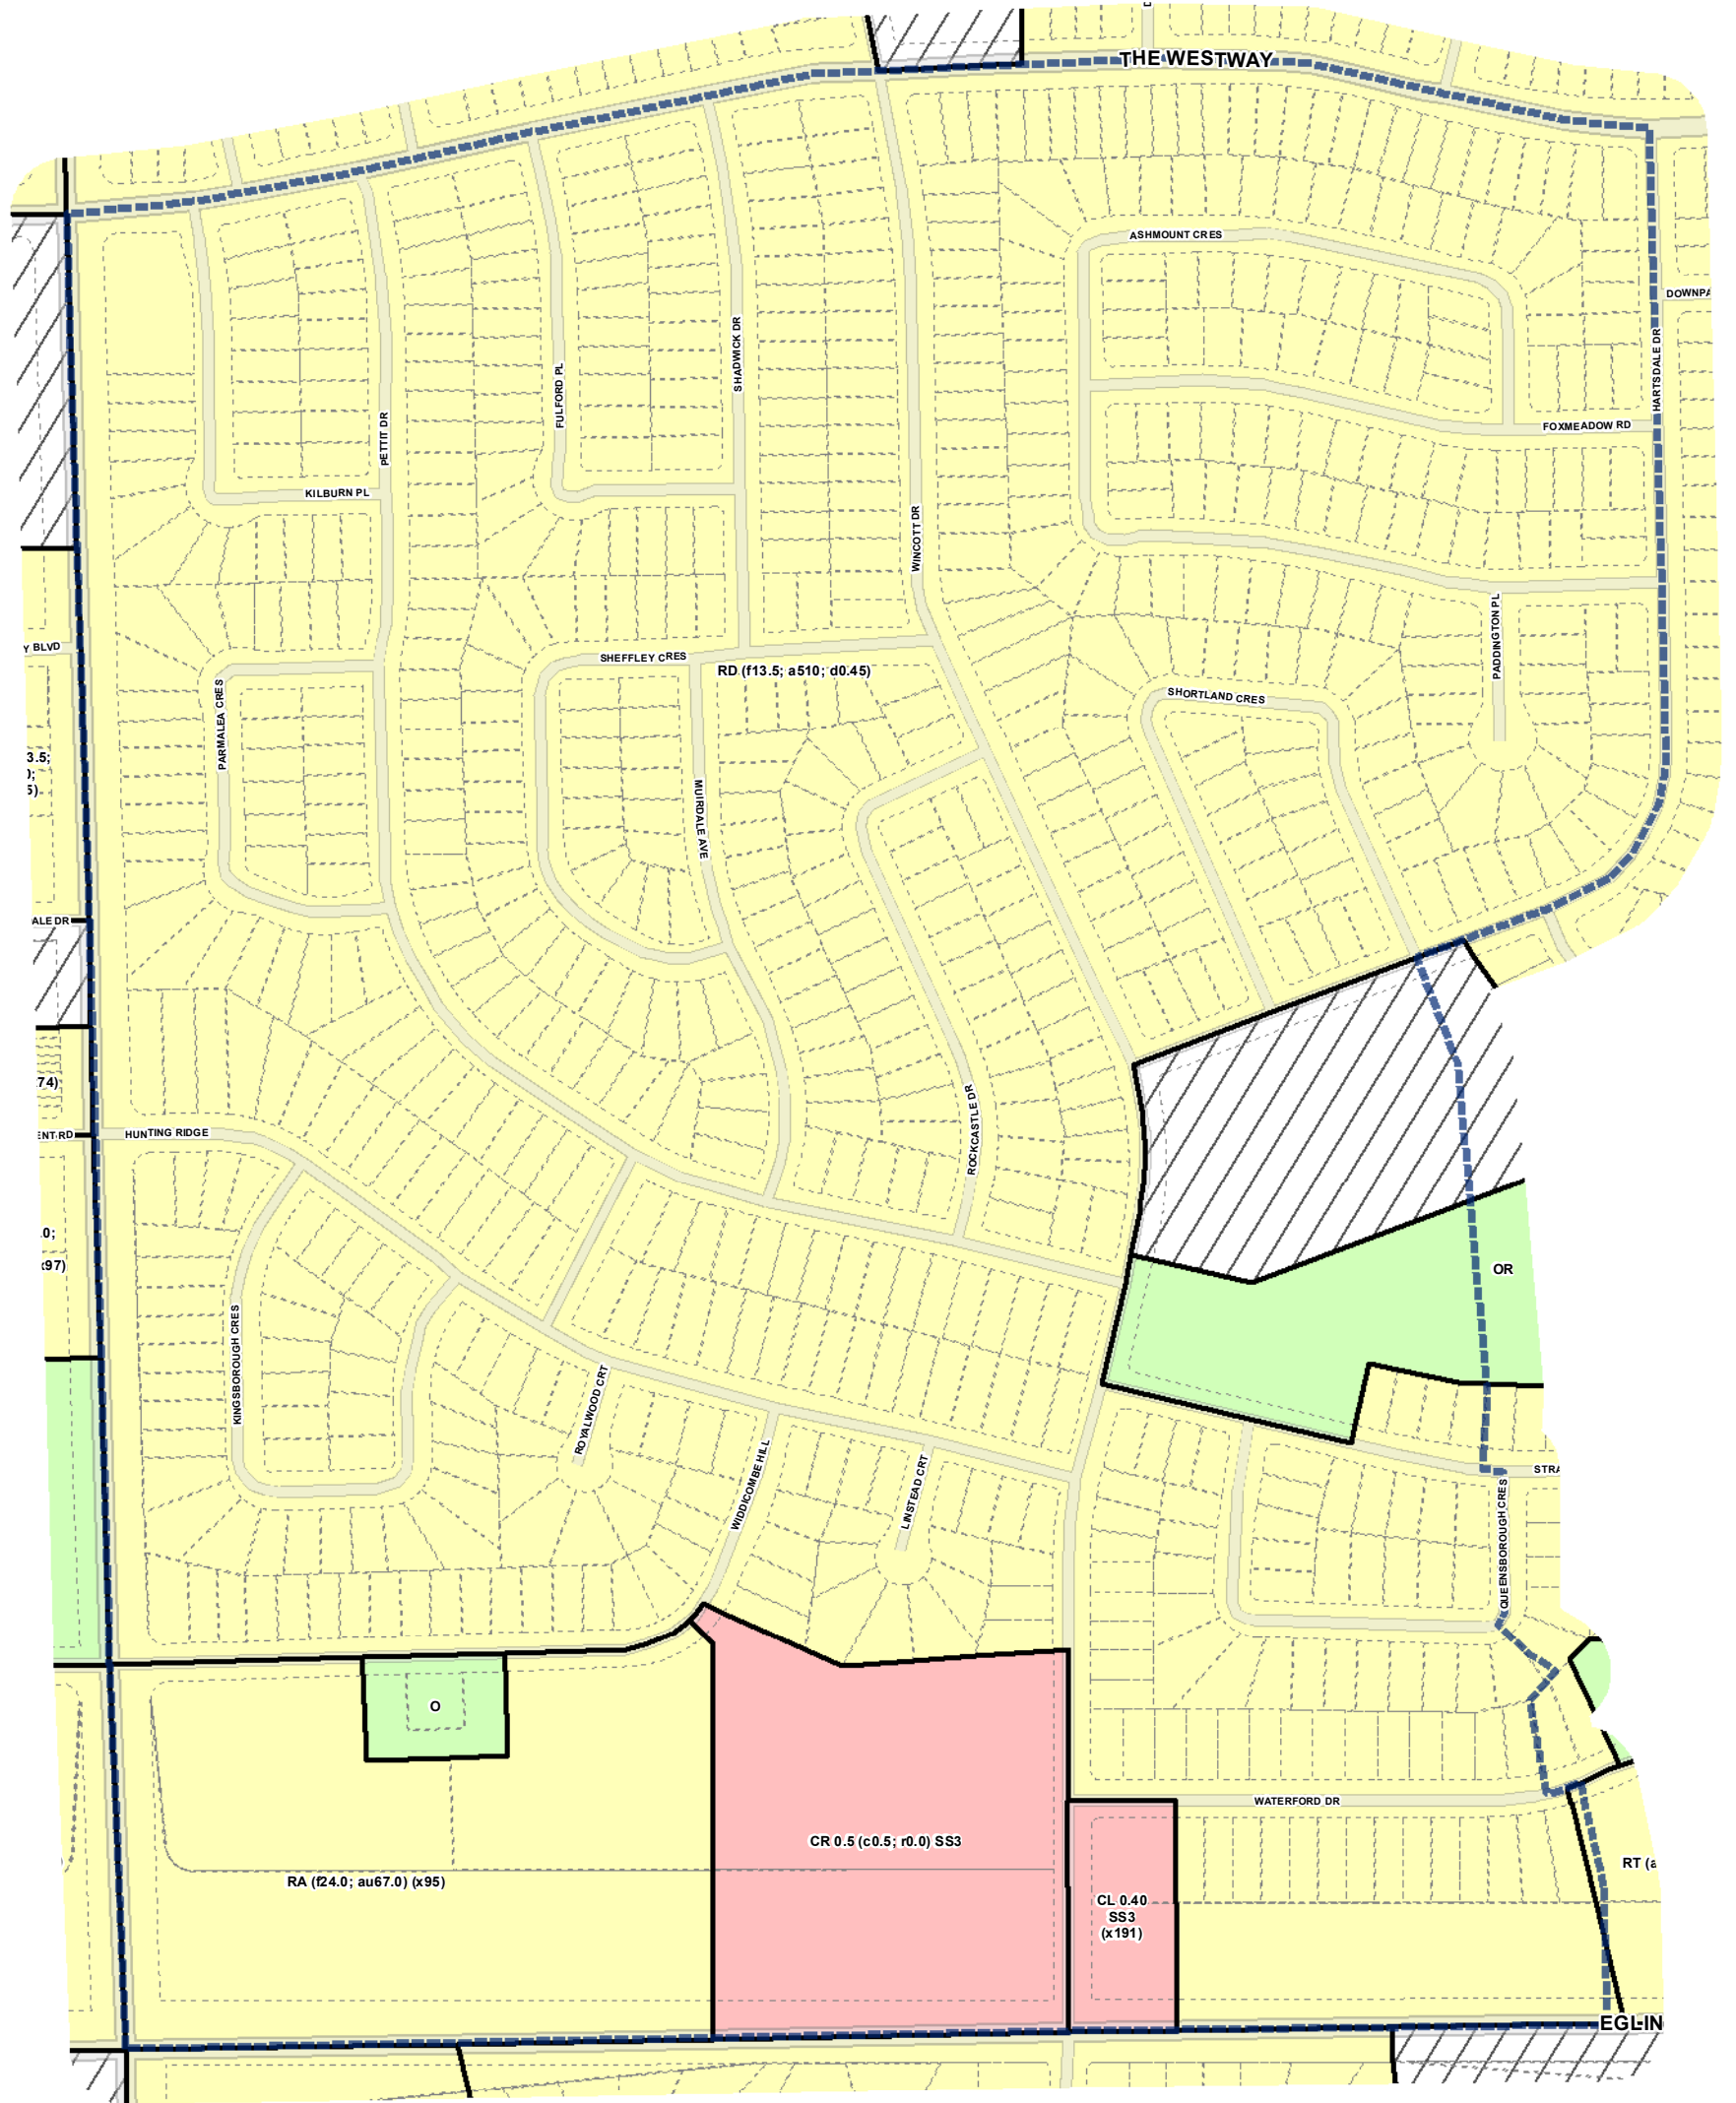 THE WESTWAY
ASHMOUNT CRES
DOWNPA
HARTSDALE DR
SHADWICK DR
FULFORD PL
PETTIT DR
FOXMEADOW RD
KILBURN PL
WINCOTT DR
PADDINGTON PL
Y BLVD
SHEFFLEY CRES
RD (f13.5; a510; d0.45)
PARMALEA CRES
SHORTLAND CRES
3.5;
0;
5)
MUIRDALE AVE
ALE DR
74)
ENT RD
HUNTING RIDGE
ROCKCASTLE DR
.0;
x97)
OR
KINGSBOROUGH CRES
ROYALWOOD CRT
WIDDICOMBE HILL
LINSTEAD CRT
STRA
QUEENSBOROUGH CRES
O
WATERFORD DR
CR 0.5 (c0.5; r0.0) SS3
RT (a
RA (f24.0; au67.0) (x95)
CL 0.40
SS3
(x191)
EGLIN